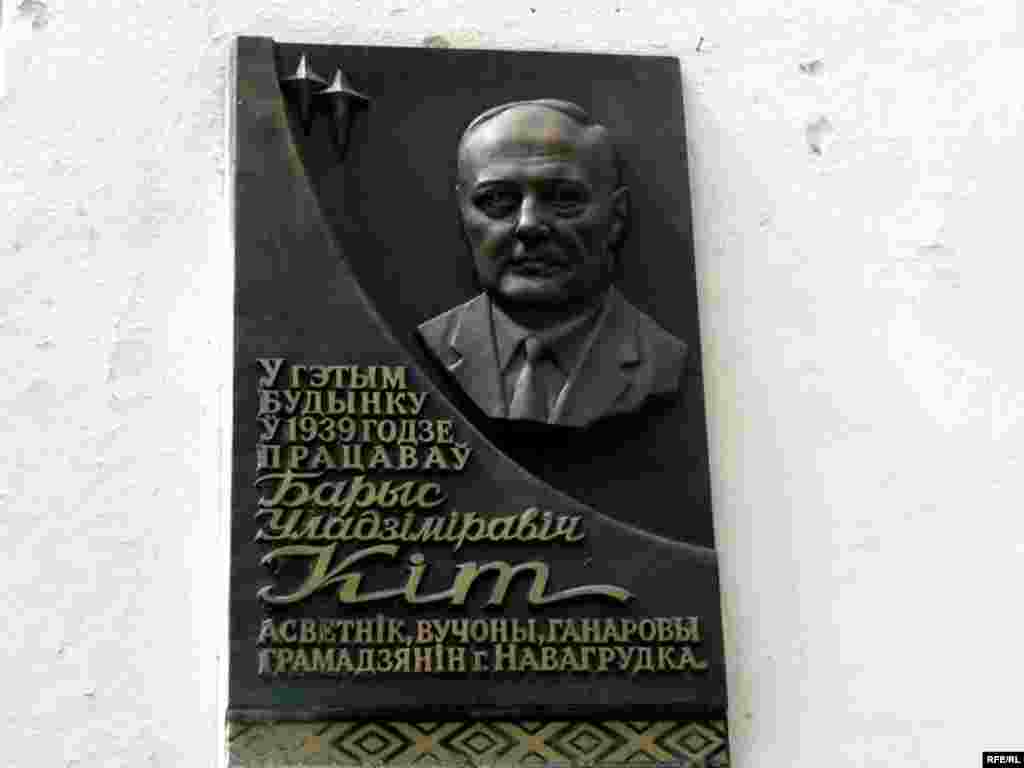 У ГЭТЫМ
БУДЫНКУ
Ў 1939 ГОДЗЕ
ПРАЦАВАЎ
Барыс
Уладзіміравіч
Кіт
АСВЕТНІК, ВУЧОНЫ, ГАНАРОВЫ
ГРАМАДЗЯНІН Г. НАВАГРУДКА.
RFE/RL